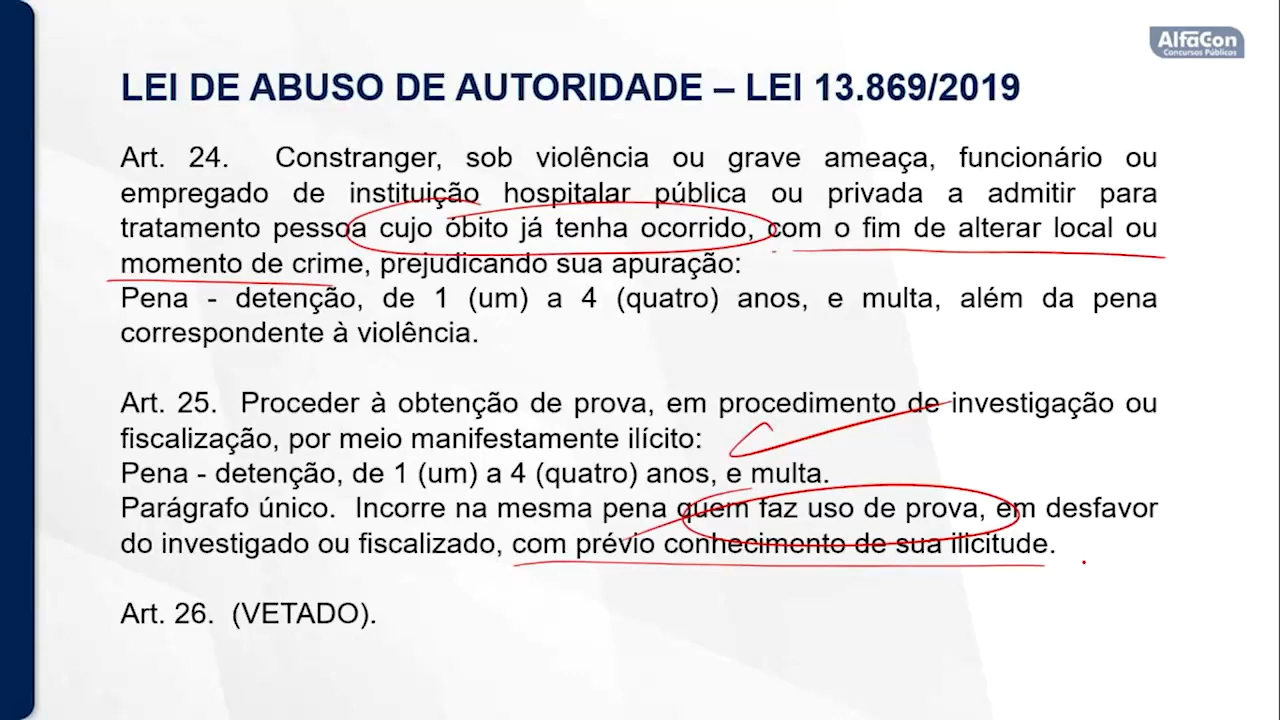 AlfaCon
Concursos Públicos
LEI DE ABUSO DE AUTORIDADE – LEI 13.869/2019
Art. 24. Constranger, sob violência ou grave ameaça, funcionário ou
empregado de instituição hospitalar pública ou privada a admitir para
tratamento pessoa cujo óbito já tenha ocorrido, com o fim de alterar local ou
momento de crime, prejudicando sua apuração:
Pena - detenção, de 1 (um) a 4 (quatro) anos, e multa, além da pena
correspondente à violência.
Art. 25. Proceder à obtenção de prova, em procedimento de investigação ou
fiscalização, por meio manifestamente ilícito:
Pena - detenção, de 1 (um) a 4 (quatro) anos, e multa.
Parágrafo único. Incorre na mesma pena quem faz uso de prova, em desfavor
do investigado ou fiscalizado, com prévio conhecimento de sua ilicitude.
Art. 26. (VETADO).